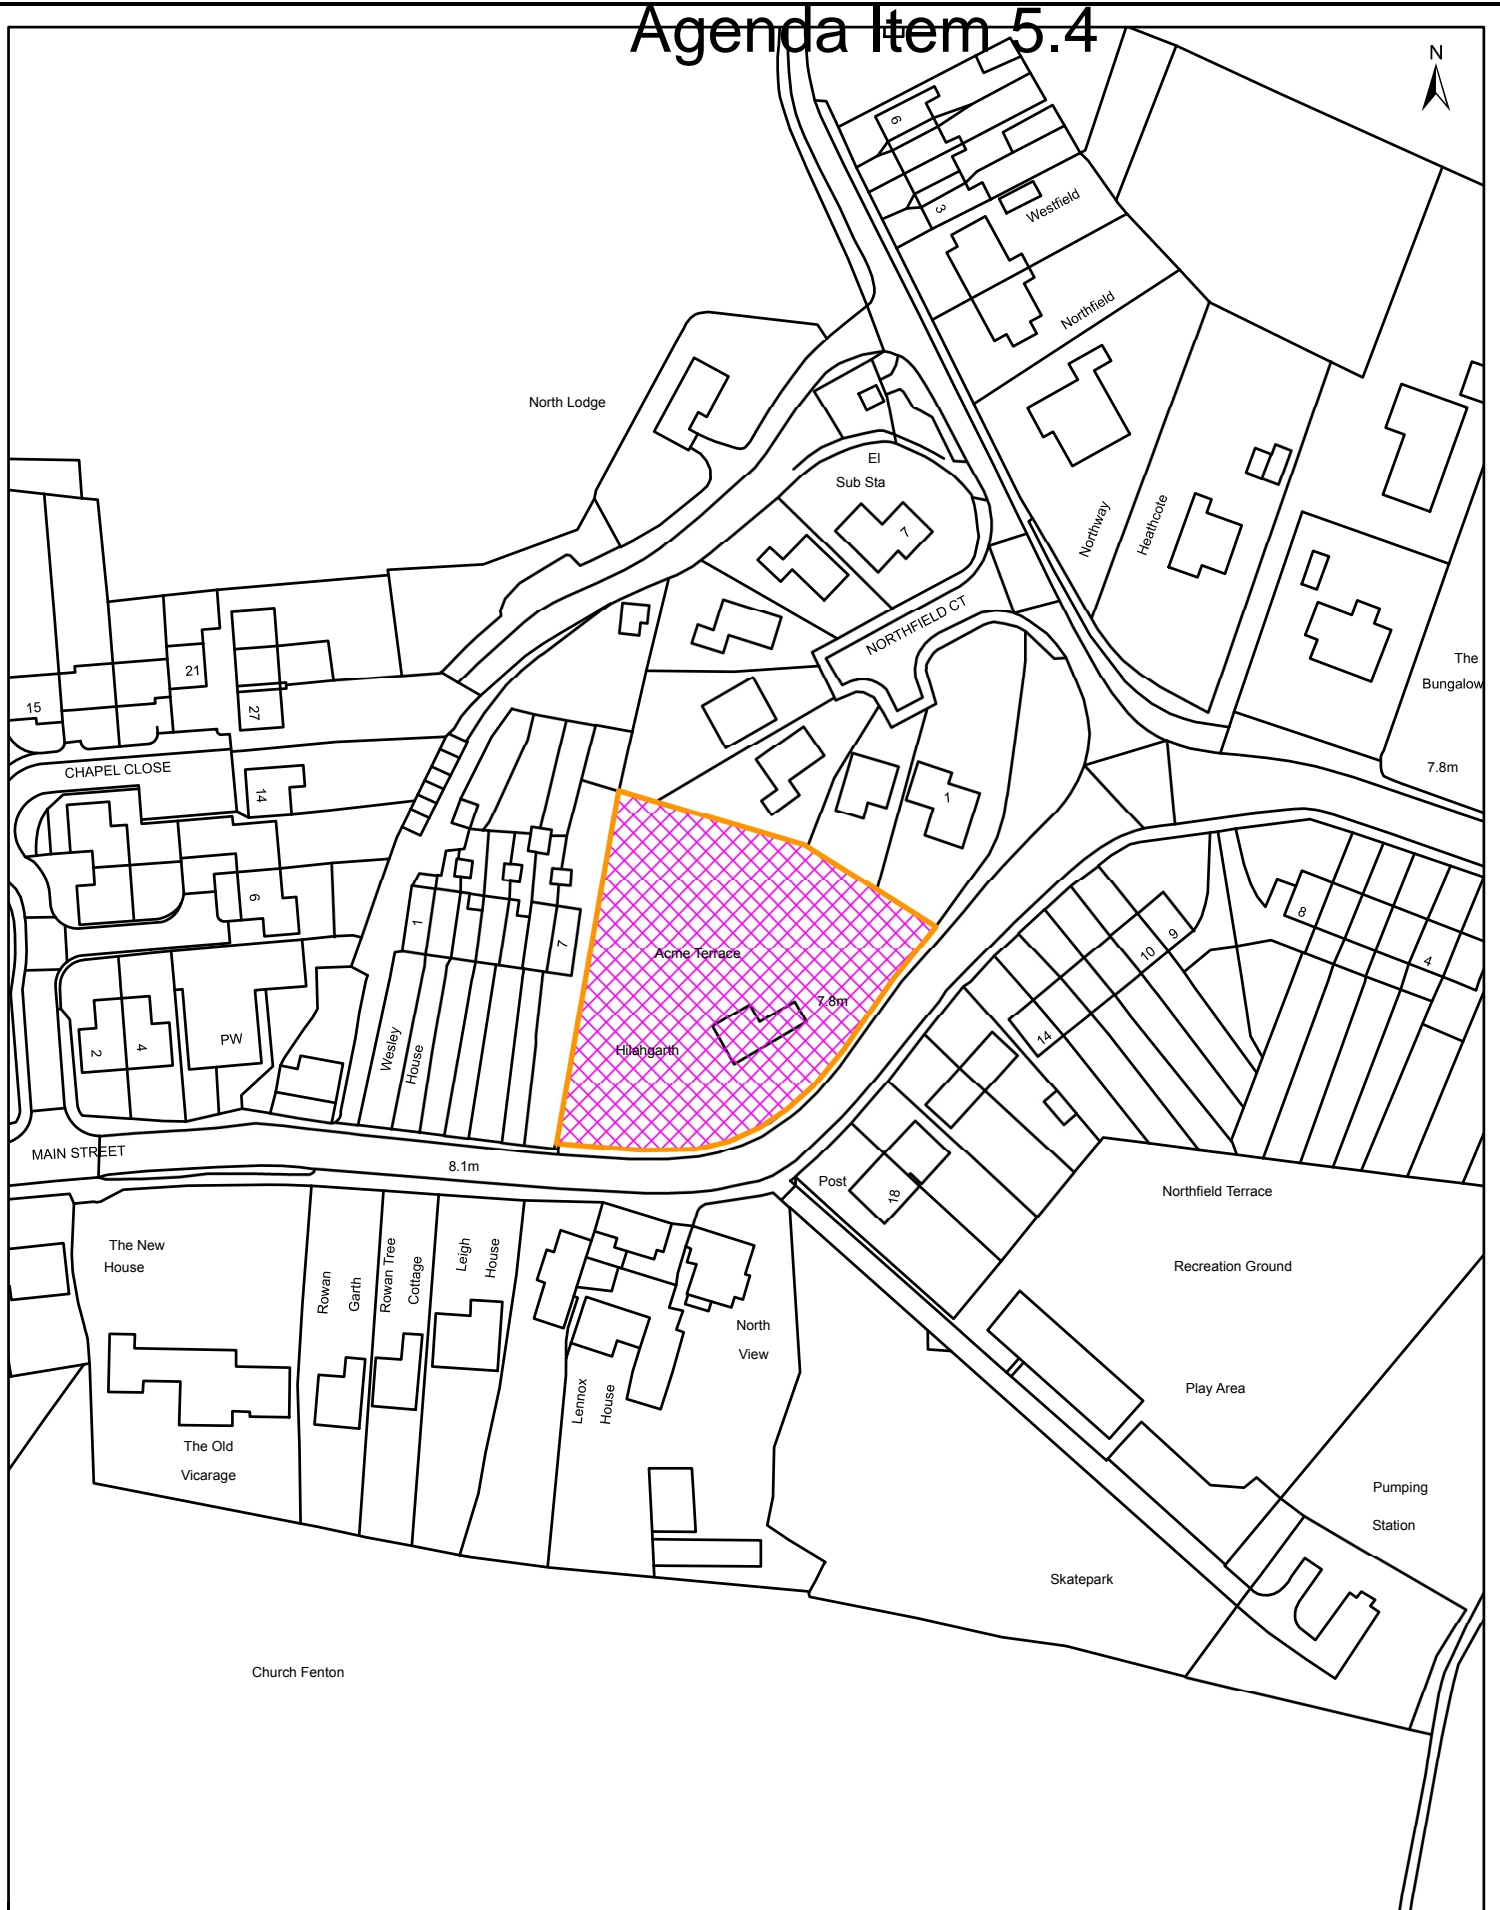 Agenda Item 5.4
N
6
3
Westfield
Northfield
North Lodge
El
Sub Sta
7
Northway
Heathcote
NORTHFIELD CT
The
Bungalow
7.8m
21
15
27
CHAPEL CLOSE
14
1
6
1
7
8
4
9
10
14
Acme Terrace
7.8m
Hilahgarth
2
4
PW
Wesley
House
MAIN STREET
8.1m
Post
18
Northfield Terrace
The New
House
Rowan
Garth
Rowan Tree
Cottage
Leigh
House
Recreation Ground
North
View
Play Area
Lennox
House
The Old
Vicarage
Pumping
Station
Skatepark
Church Fenton